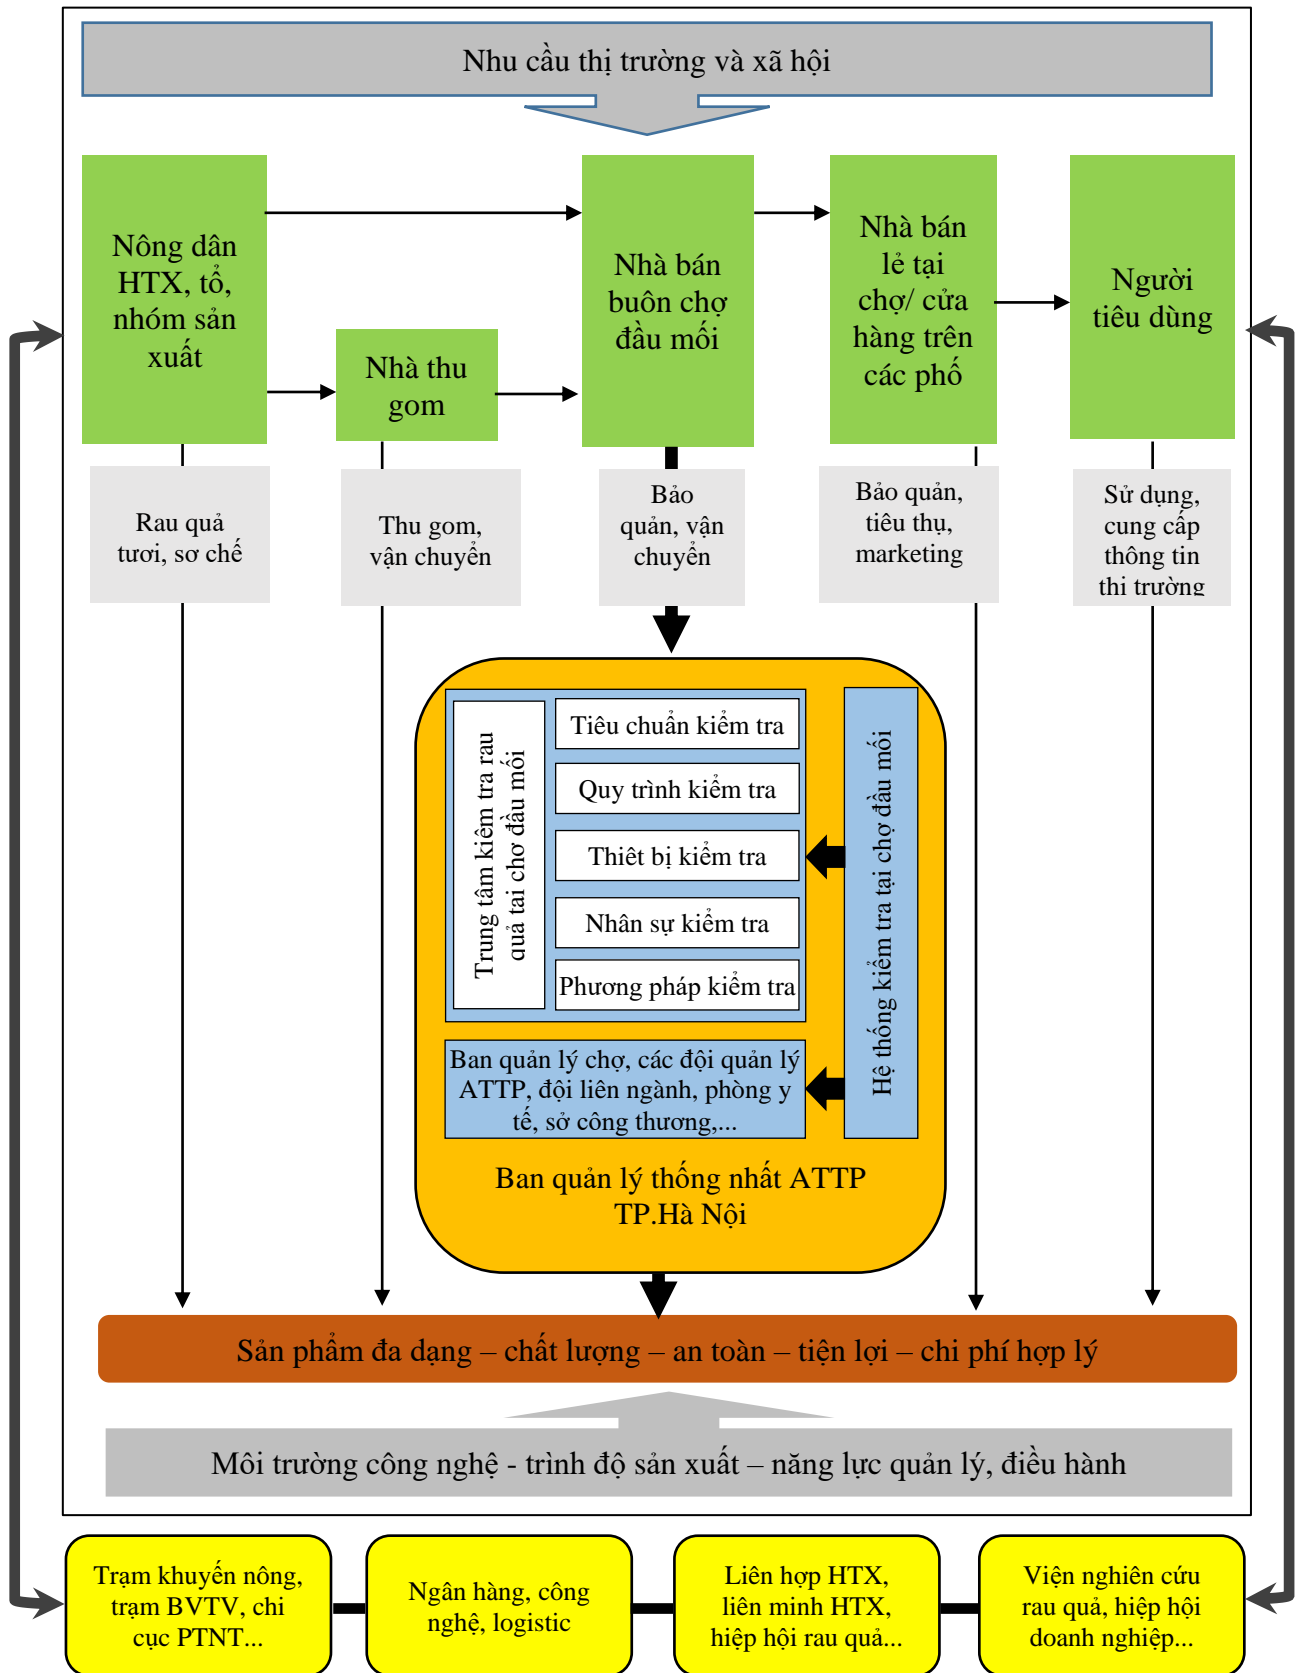 Nhu cầu thị trường và xã hội
Nông dân
HTX, tổ,
nhóm sản
xuất
Nhà thu
gom
Nhà bán
buôn chợ
đầu mối
Nhà bán
lẻ tại
chợ/ cửa
hàng trên
các phố
Người
tiêu dùng
Rau quả
tươi, sơ chế
Thu gom,
vận chuyển
Bảo
quản, vận
chuyển
Bảo quản,
tiêu thụ,
marketing
Sử dụng,
cung cấp
thông tin
thị trường
Trung tâm kiểm tra rau
quả tại chợ đầu mối
Tiêu chuẩn kiểm tra
Quy trình kiểm tra
Thiêt bị kiểm tra
Nhân sự kiểm tra
Phương pháp kiểm tra
Hệ thống kiểm tra tại chợ đầu mối
Ban quản lý chợ, các đội quản lý
ATTP, đội liên ngành, phòng y
tế, sở công thương,...
Ban quản lý thống nhất ATTP
TP.Hà Nội
Sản phẩm đa dạng – chất lượng – an toàn – tiện lợi – chi phí hợp lý
Môi trường công nghệ - trình độ sản xuất – năng lực quản lý, điều hành
Trạm khuyến nông,
trạm BVTV, chi
cục PTNT...
Ngân hàng, công
nghệ, logistic
Liên hợp HTX,
liên minh HTX,
hiệp hội rau quả...
Viện nghiên cứu
rau quả, hiệp hội
doanh nghiệp...